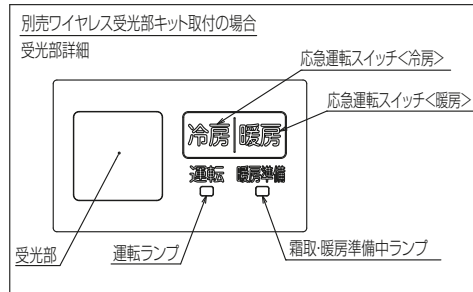 別売ワイヤレス受光部キット取付の場合
受光部詳細
応急運転スイッチ<冷房>
応急運転スイッチ<暖房>
冷房 暖房
運転 暖房準備
受光部
運転ランプ
霜取・暖房準備中ランプ